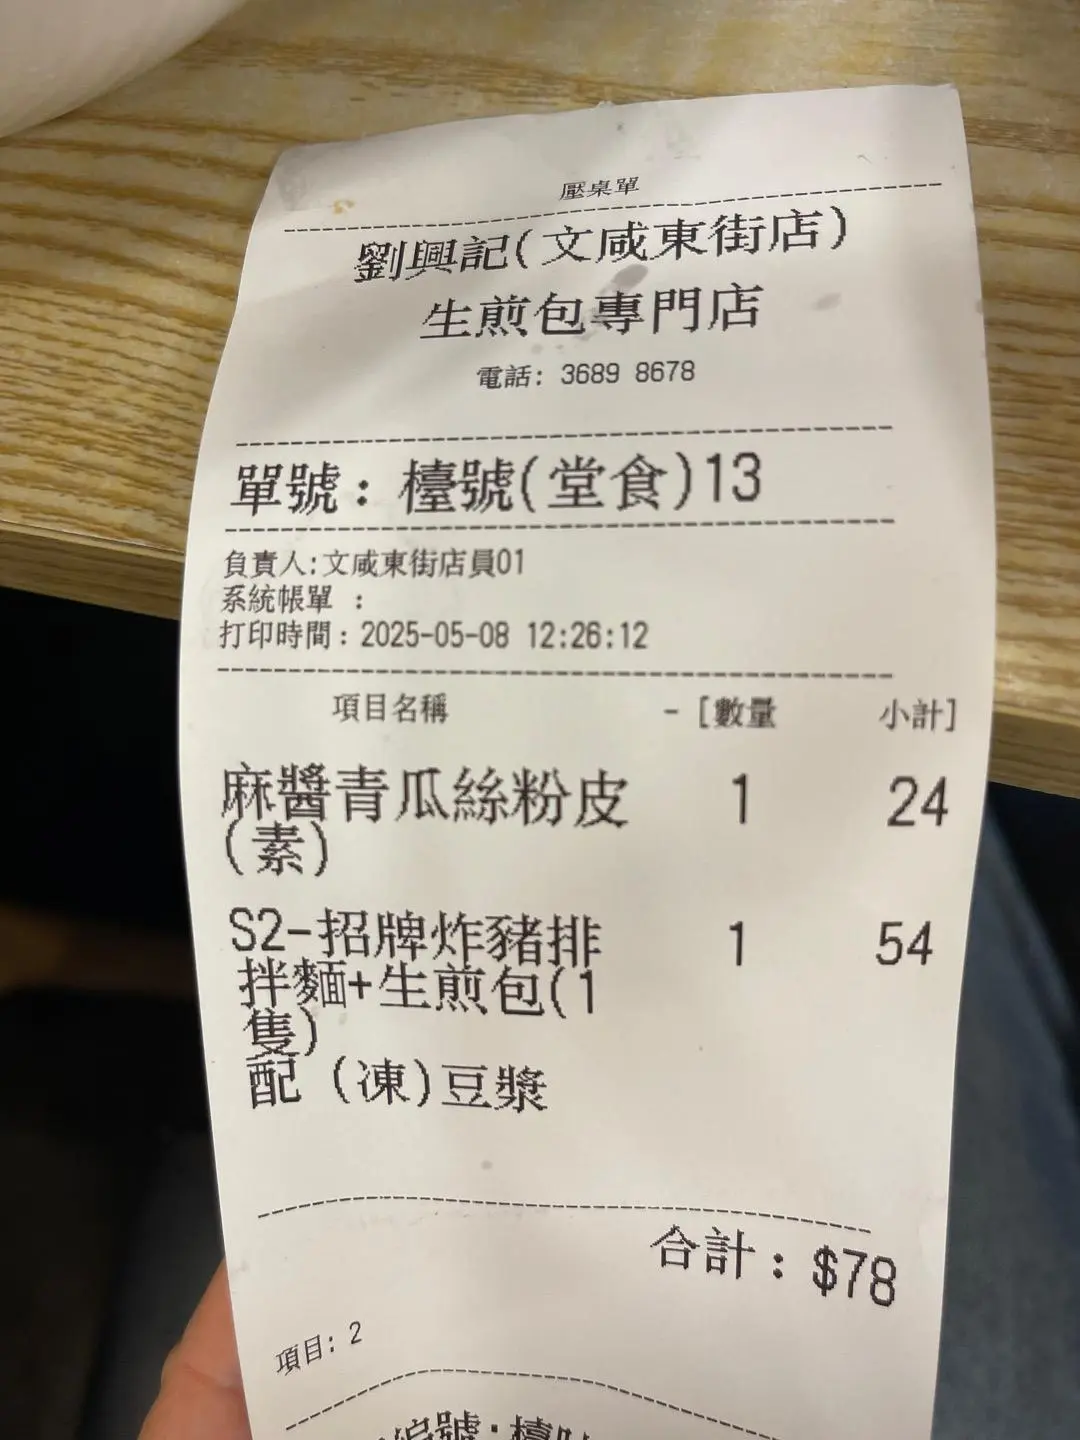 壓桌單
劉興記(文咸東街店)
生煎包專門店
電話: 3689 8678
單號: 檯號(堂食)13
負責人:文咸東街店員01
系統帳單 :
打印時間: 2025-05-08 12:26:12
項目名稱 - [數量 小計]
麻醬青瓜絲粉皮 1 24
(素)
S2-招牌炸豬排 1 54
拌麵+生煎包(1
隻)
配 (凍)豆漿
合計: $78
項目: 2